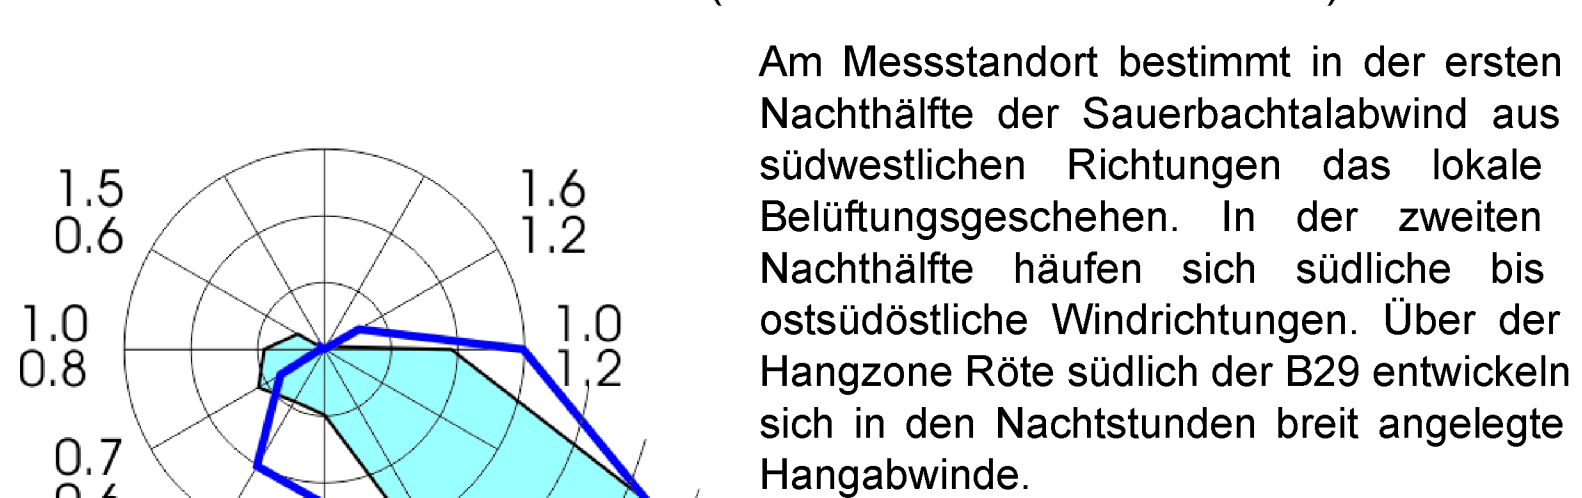 1.5
0.6
1.6
1.2
1.0
0.8
1.0
1,2
0.7
Am Messstandort bestimmt in der ersten
Nachthälfte der Sauerbachtalabwind aus
südwestlichen Richtungen das lokale
Belüftungsgeschehen. In der zweiten
Nachthälfte häufen sich südliche bis
ostsüdöstliche Windrichtungen. Über der
Hangzone Röte südlich der B29 entwickeln
sich in den Nachtstunden breit angelegte
Hangabwinde.